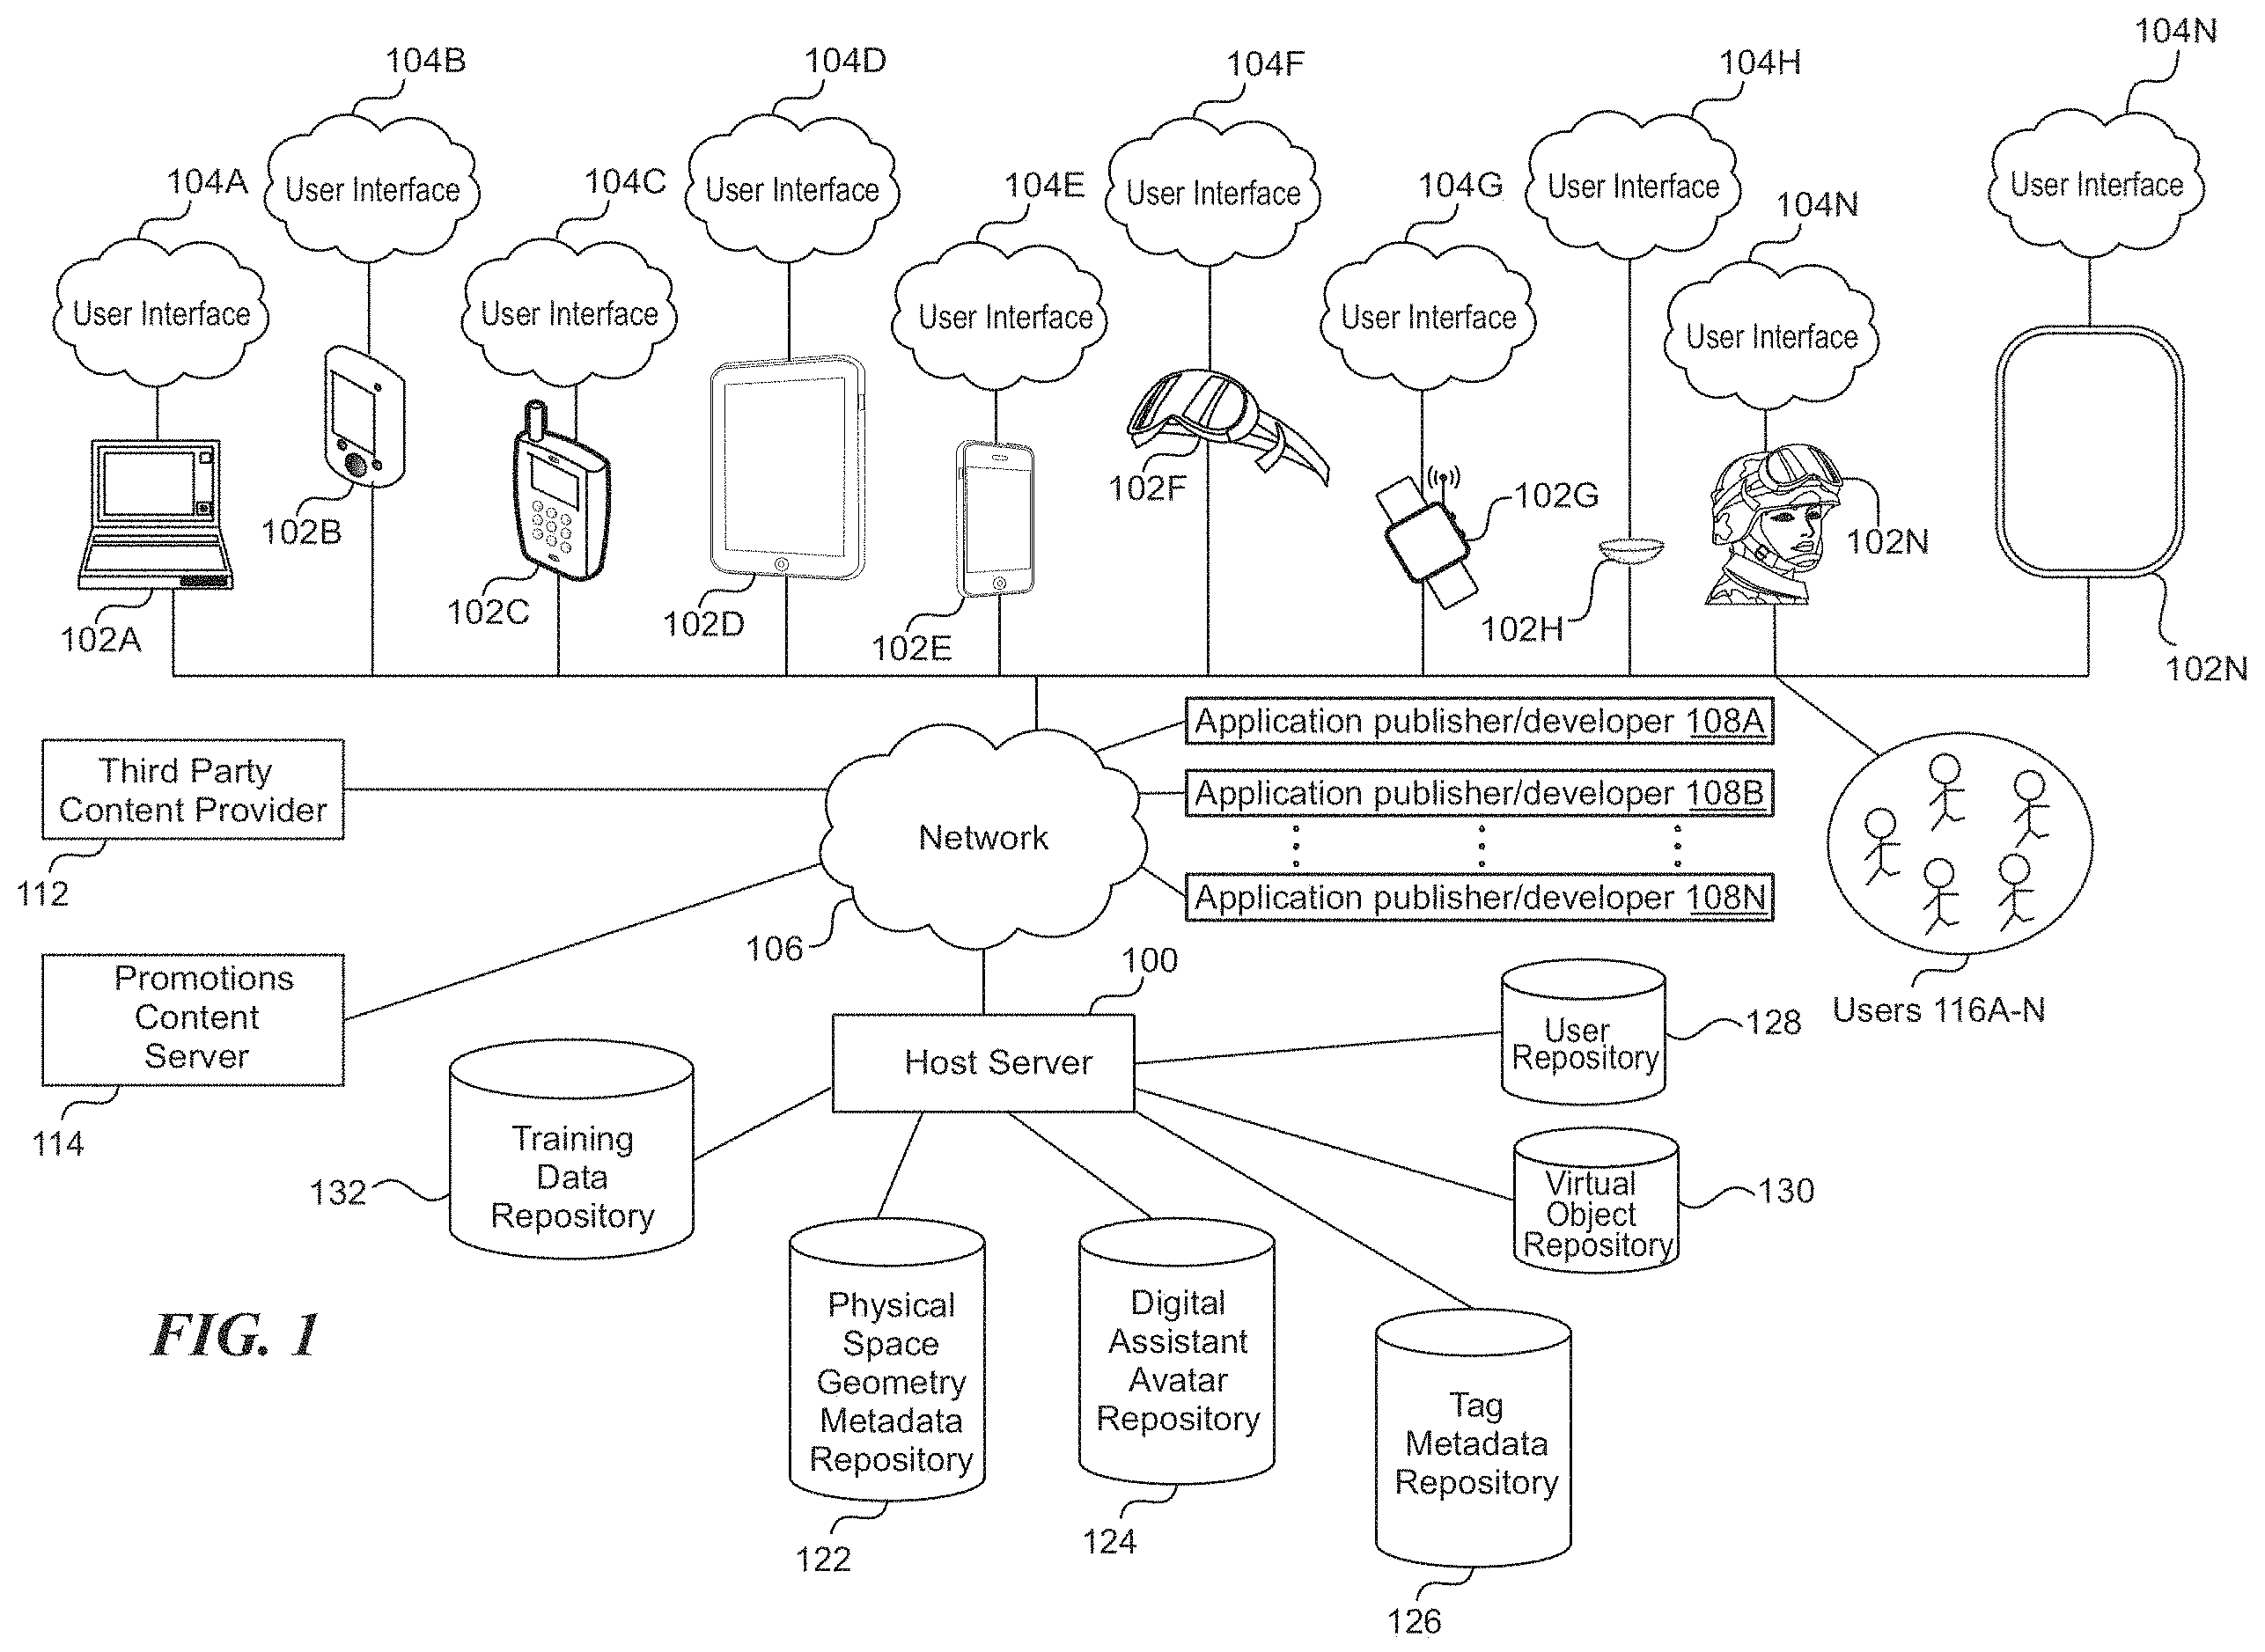 104B
104D
104F
104H
104N
104A
User Interface
104C
User Interface
104E
User Interface
104G
User Interface
104N
User Interface
User Interface
User Interface
User Interface
User Interface
User Interface
102A
102B
102C
102D
102E
102F
102G
102H
102N
102N
Application publisher/developer 108A
Third Party
Content Provider
112
Application publisher/developer 108B
Network
Application publisher/developer 108N
106
100
Promotions
Content
Server
114
Users 116A-N
Host Server
User
Repository
128
Training
Data
Repository
132
Virtual
Object
Repository
130
Physical
Space
Geometry
Metadata
Repository
122
Digital
Assistant
Avatar
Repository
124
Tag
Metadata
Repository
126
FIG. 1